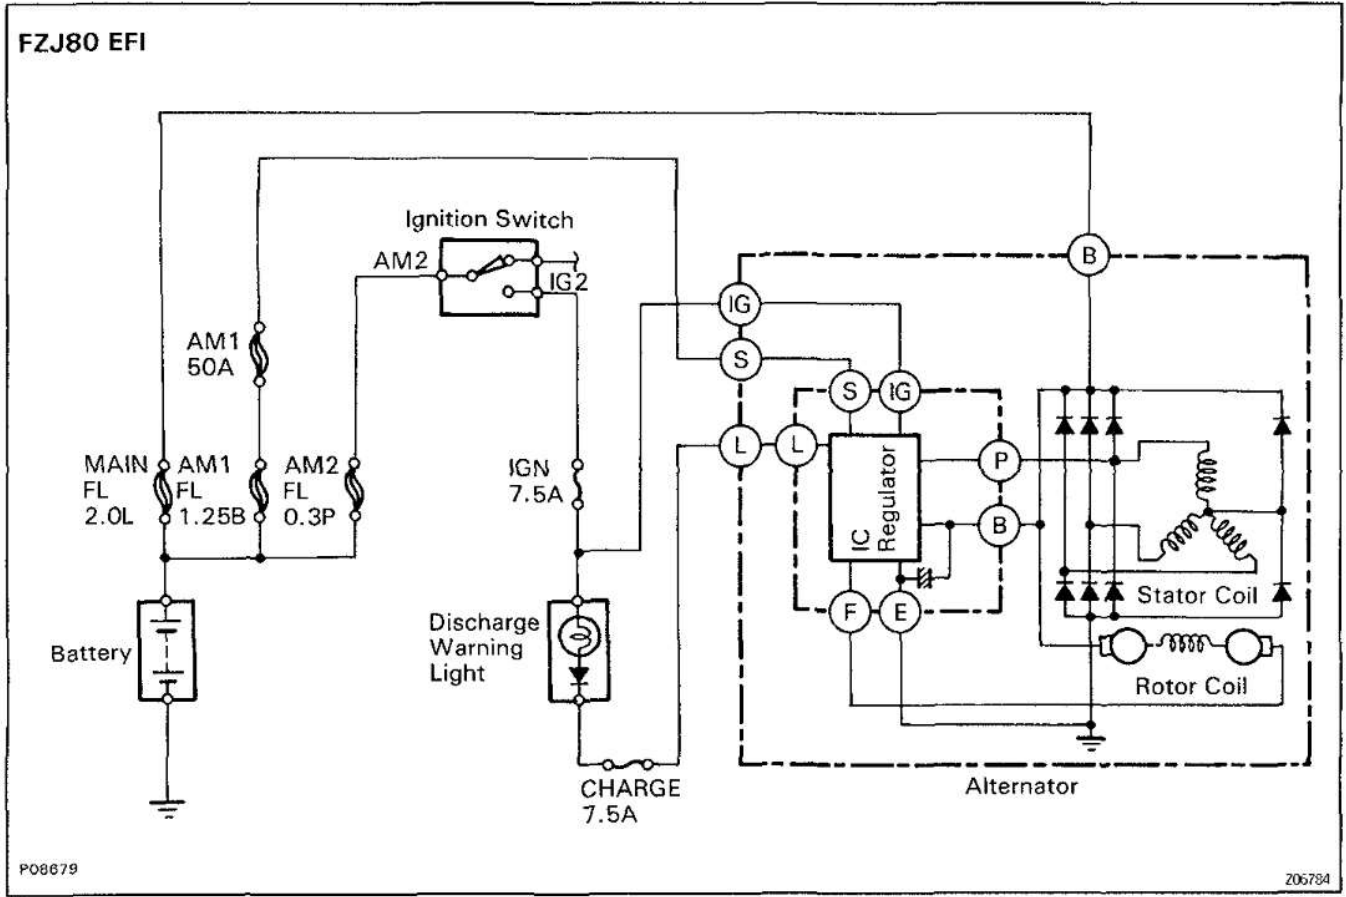 FZJ80 EFI
Ignition Switch
AM2
IG2
B
IG
S
AM1
50A
S
IG
L
L
P
MAIN
FL
2.0L
AM1
FL
1.25B
AM2
FL
0.3P
IGN
7.5A
IC
Regulator
B
F
E
Stator Coil
Rotor Coil
Discharge
Warning
Light
Battery
CHARGE
7.5A
Alternator
P08679
Z06784